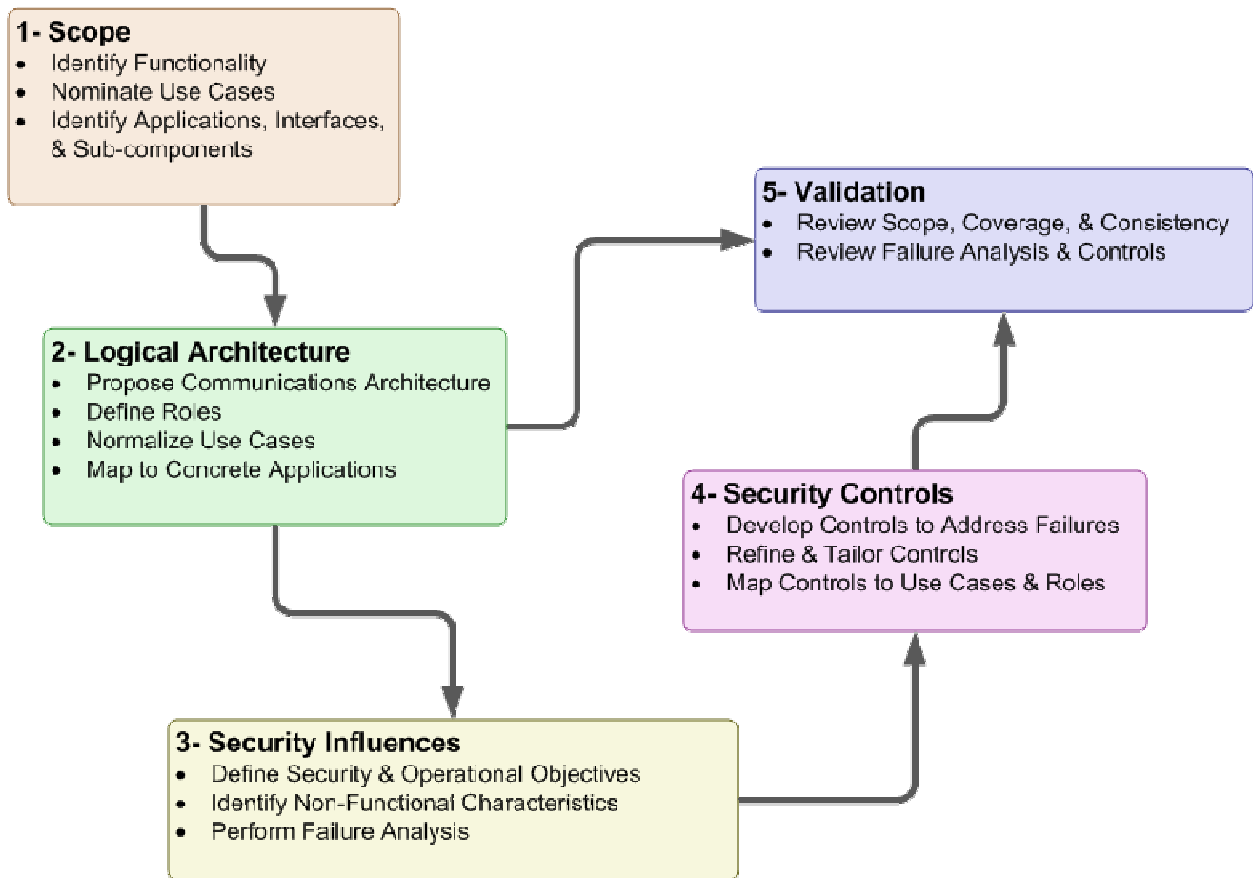 1- Scope
• Identify Functionality
• Nominate Use Cases
• Identify Applications, Interfaces,
& Sub-components
2- Logical Architecture
• Propose Communications Architecture
• Define Roles
• Normalize Use Cases
• Map to Concrete Applications
3- Security Influences
• Define Security & Operational Objectives
• Identify Non-Functional Characteristics
• Perform Failure Analysis
4- Security Controls
• Develop Controls to Address Failures
• Refine & Tailor Controls
• Map Controls to Use Cases & Roles
5- Validation
• Review Scope, Coverage, & Consistency
• Review Failure Analysis & Controls